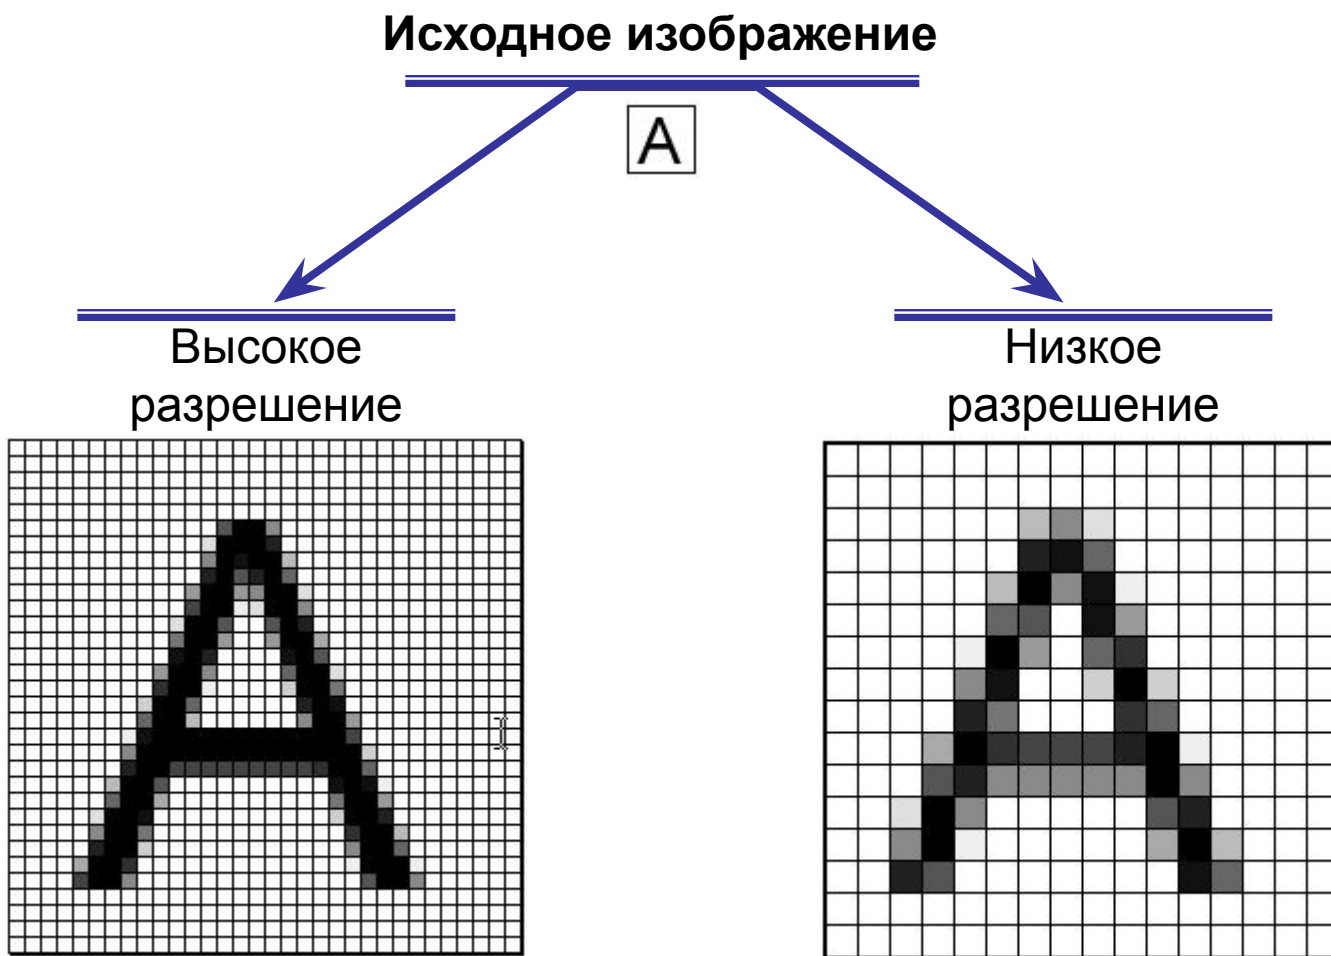 Исходное изображение
А
Высокое
разрешение
Низкое
разрешение